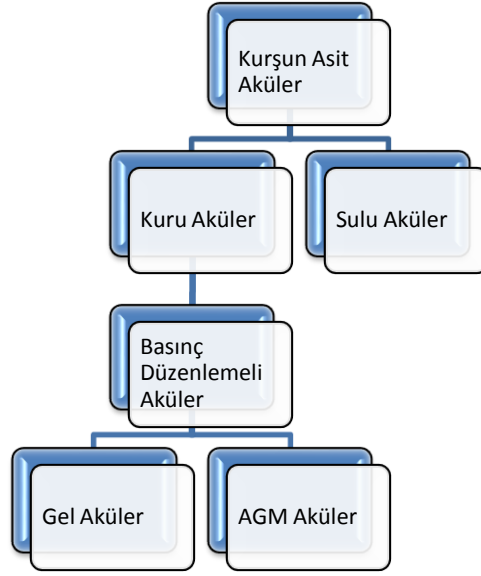 Kurşun Asit
Aküler
Kuru Aküler
Sulu Aküler
Basınç
Düzenlemeli
Aküler
Gel Aküler
AGM Aküler